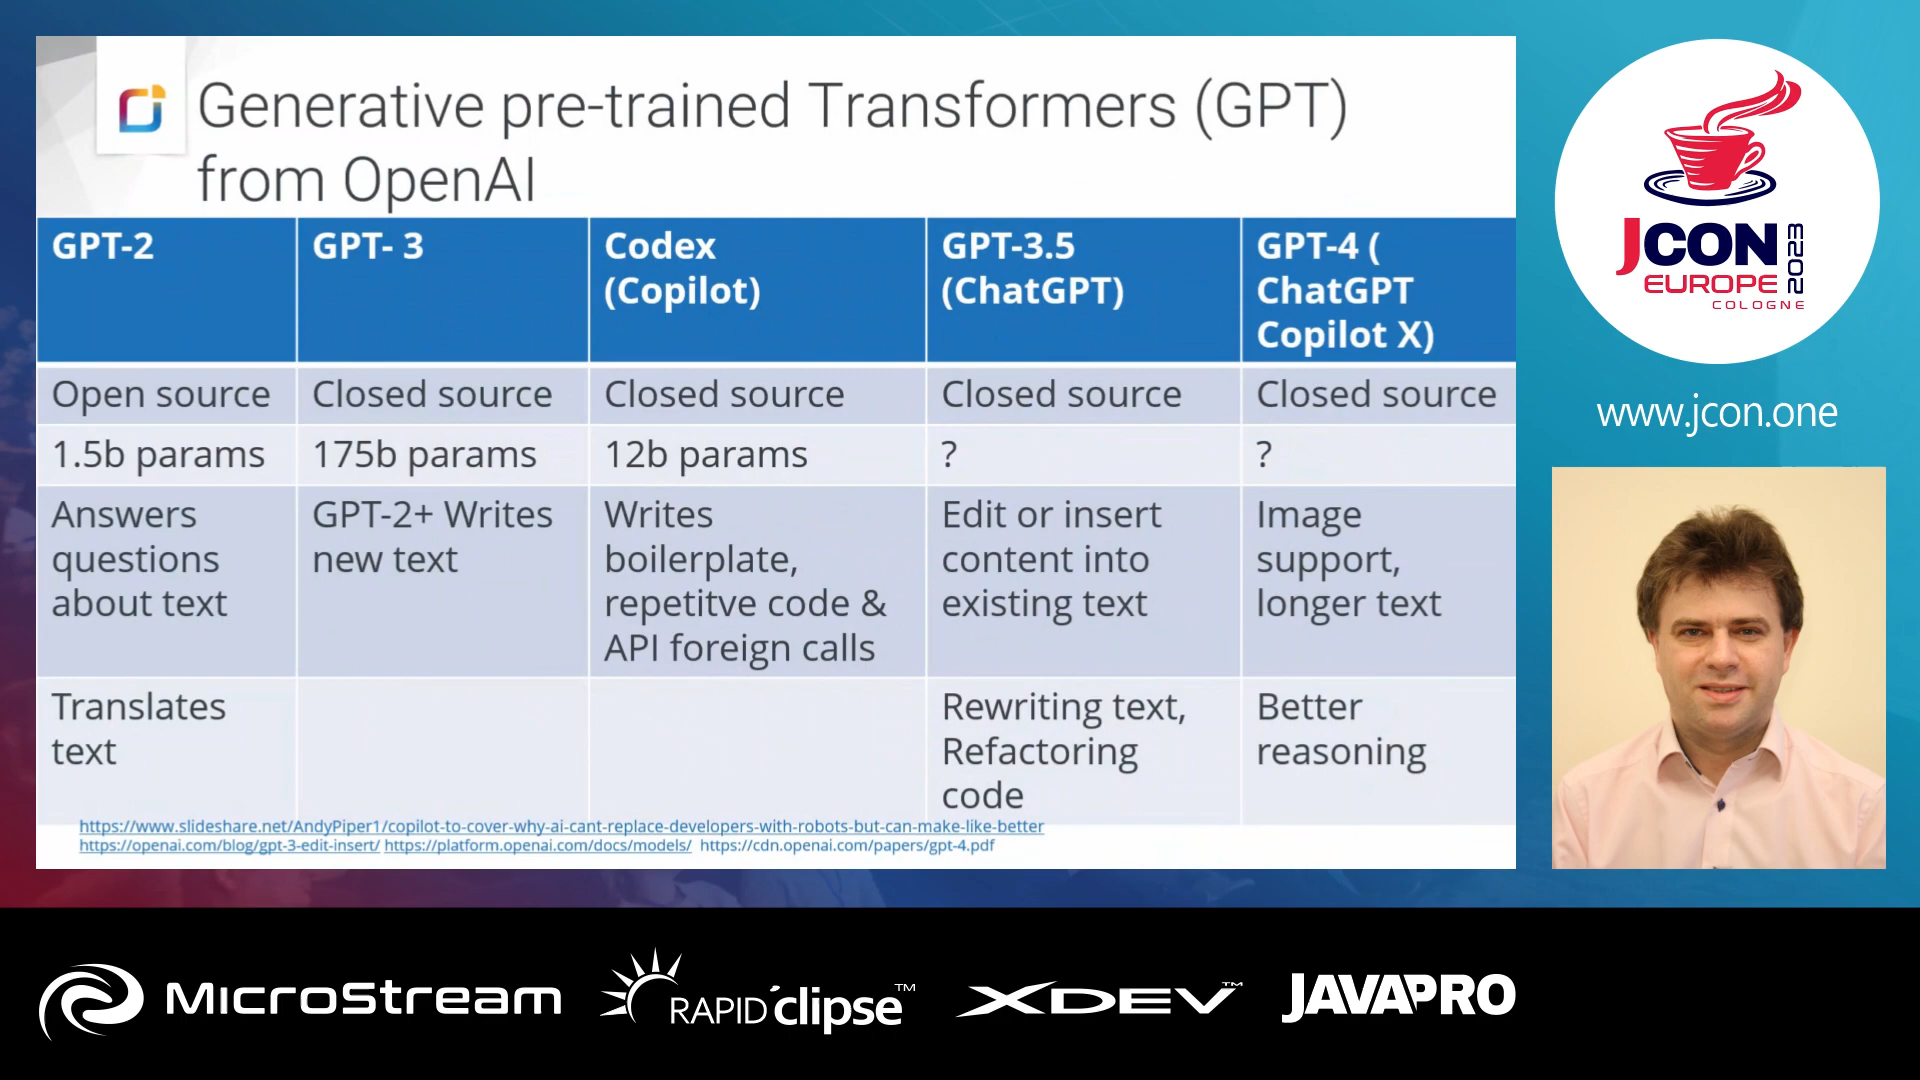 Generative pre-trained Transformers (GPT)
from OpenAI
GPT-2
GPT- 3
Codex
(Copilot)
GPT-3.5
(ChatGPT)
GPT-4 (
ChatGPT
Copilot X)
Open source
Closed source
Closed source
Closed source
Closed source
1.5b params
175b params
12b params
?
?
Answers
questions
about text
GPT-2+ Writes
new text
Writes
boilerplate,
repetitve code &
API foreign calls
Edit or insert
content into
existing text
Image
support,
longer text
Translates
text
Rewriting text,
Refactoring
code
Better
reasoning
https://www.slideshare.net/AndyPiper1/copilot-to-cover-why-ai-cant-replace-developers-with-robots-but-can-make-like-better
https://openai.com/blog/gpt-3-edit-insert/ https://platform.openai.com/docs/models/ https://cdn.openai.com/papers/gpt-4.pdf
JCON
EUROPE
COLOGNE
2023
www.jcon.one
MicroStream
RAPID clipse™
XDEV™
JAVAPRO